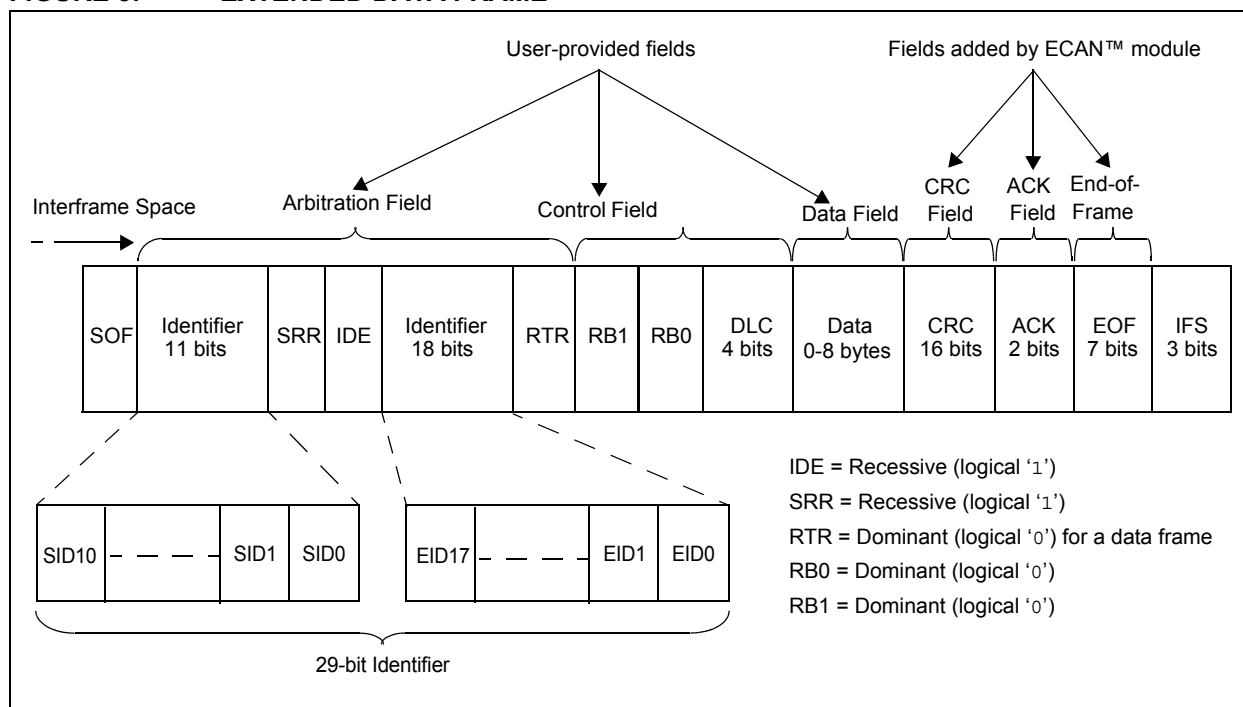 User-provided fields
Fields added by ECAN™ module
Interframe Space
Arbitration Field
Control Field
Data Field
CRC
Field
ACK
Field
End-of-
Frame
SOF
Identifier
11 bits
SRR
IDE
Identifier
18 bits
RTR
RB1
RB0
DLC
4 bits
Data
0-8 bytes
CRC
16 bits
ACK
2 bits
EOF
7 bits
IFS
3 bits
SID10
SID1
SID0
EID17
EID1
EID0
29-bit Identifier
IDE = Recessive (logical ‘1’)
SRR = Recessive (logical ‘1’)
RTR = Dominant (logical ‘0’) for a data frame
RB0 = Dominant (logical ‘0’)
RB1 = Dominant (logical ‘0’)